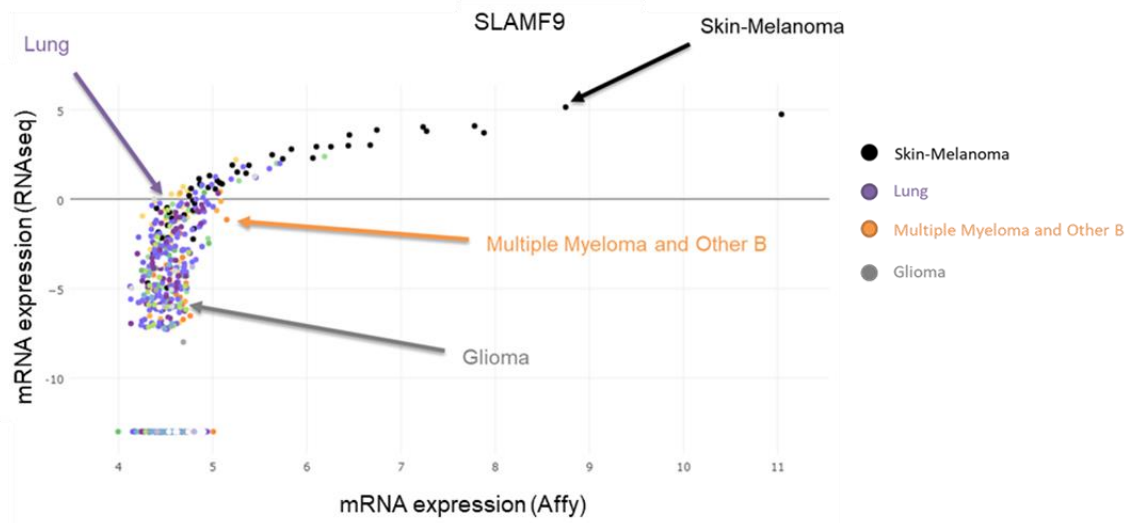 SLAMF9
Skin-Melanoma
Lung
mRNA expression (RNAseq)
5
0
−5
-10
Multiple Myeloma and Other B
Glioma
4 5 6 7 8 9 10 11
mRNA expression (Affy)
Skin-Melanoma
Lung
Multiple Myeloma and Other B
Glioma